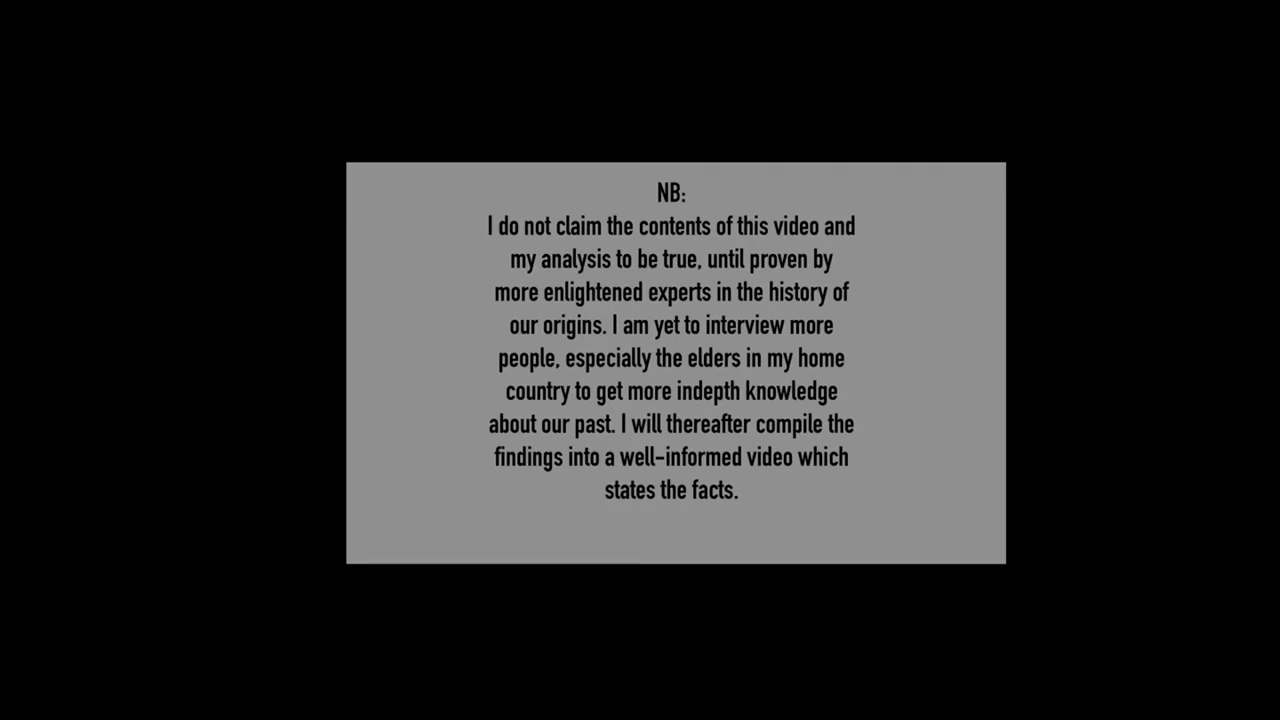 NB:
I do not claim the contents of this video and
my analysis to be true, until proven by
more enlightened experts in the history of
our origins. I am yet to interview more
people, especially the elders in my home
country to get more indepth knowledge
about our past. I will thereafter compile the
findings into a well-informed video which
states the facts.